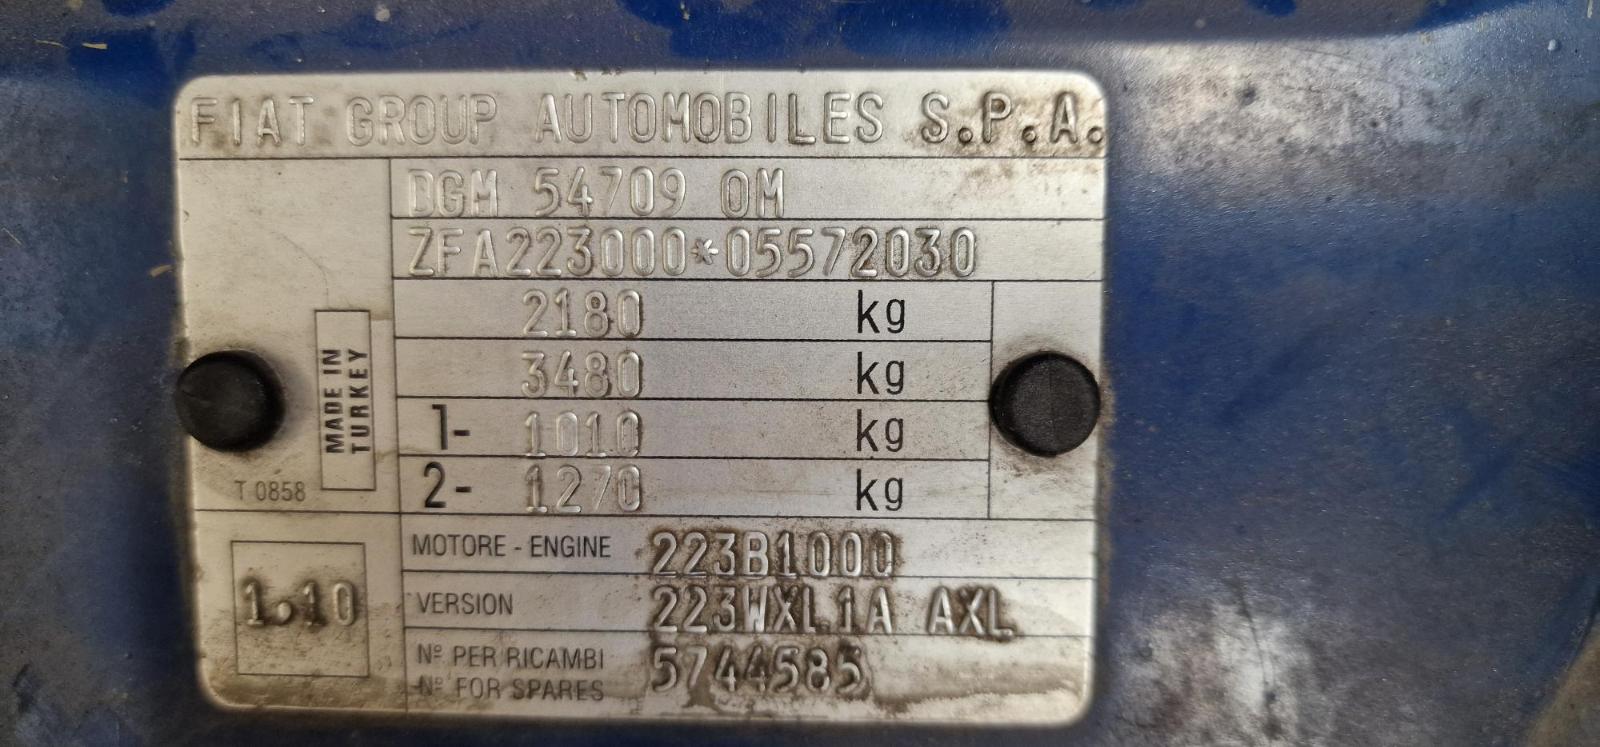 FIAT GROUP AUTOMOBILES S.P.A.
DGM 54709 OM
ZFA223000*05572030
2180 kg
3480 kg
1- 1010 kg
2- 1270 kg
MADE IN
TURKEY
T 0858
1.10
MOTORE - ENGINE 223B1000
VERSION 223WXL1A AXL
Nº PER RICAMBI
Nº FOR SPARES
5744585